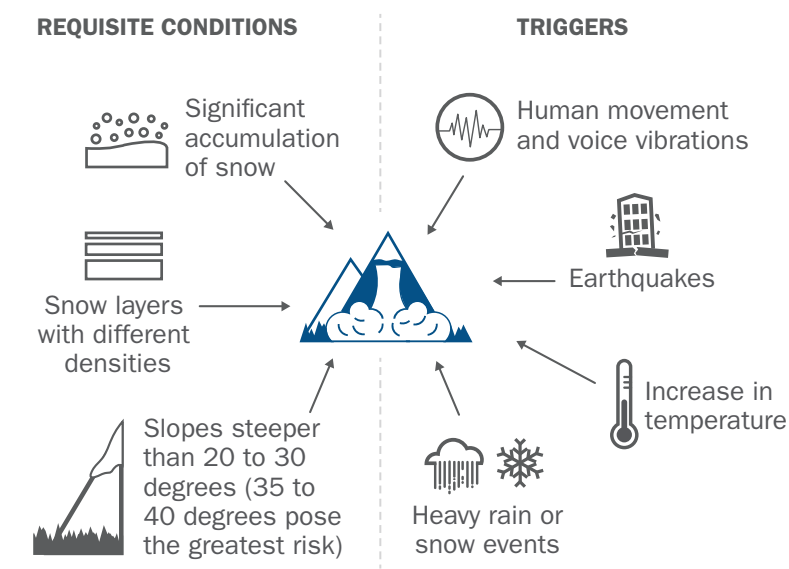 REQUISITE CONDITIONS
Significant
accumulation
of snow
Snow layers
with different
densities
Slopes steeper
than 20 to 30
degrees (35 to
40 degrees pose
the greatest risk)
TRIGGERS
Human movement
and voice vibrations
Earthquakes
Increase in
temperature
Heavy rain or
snow events